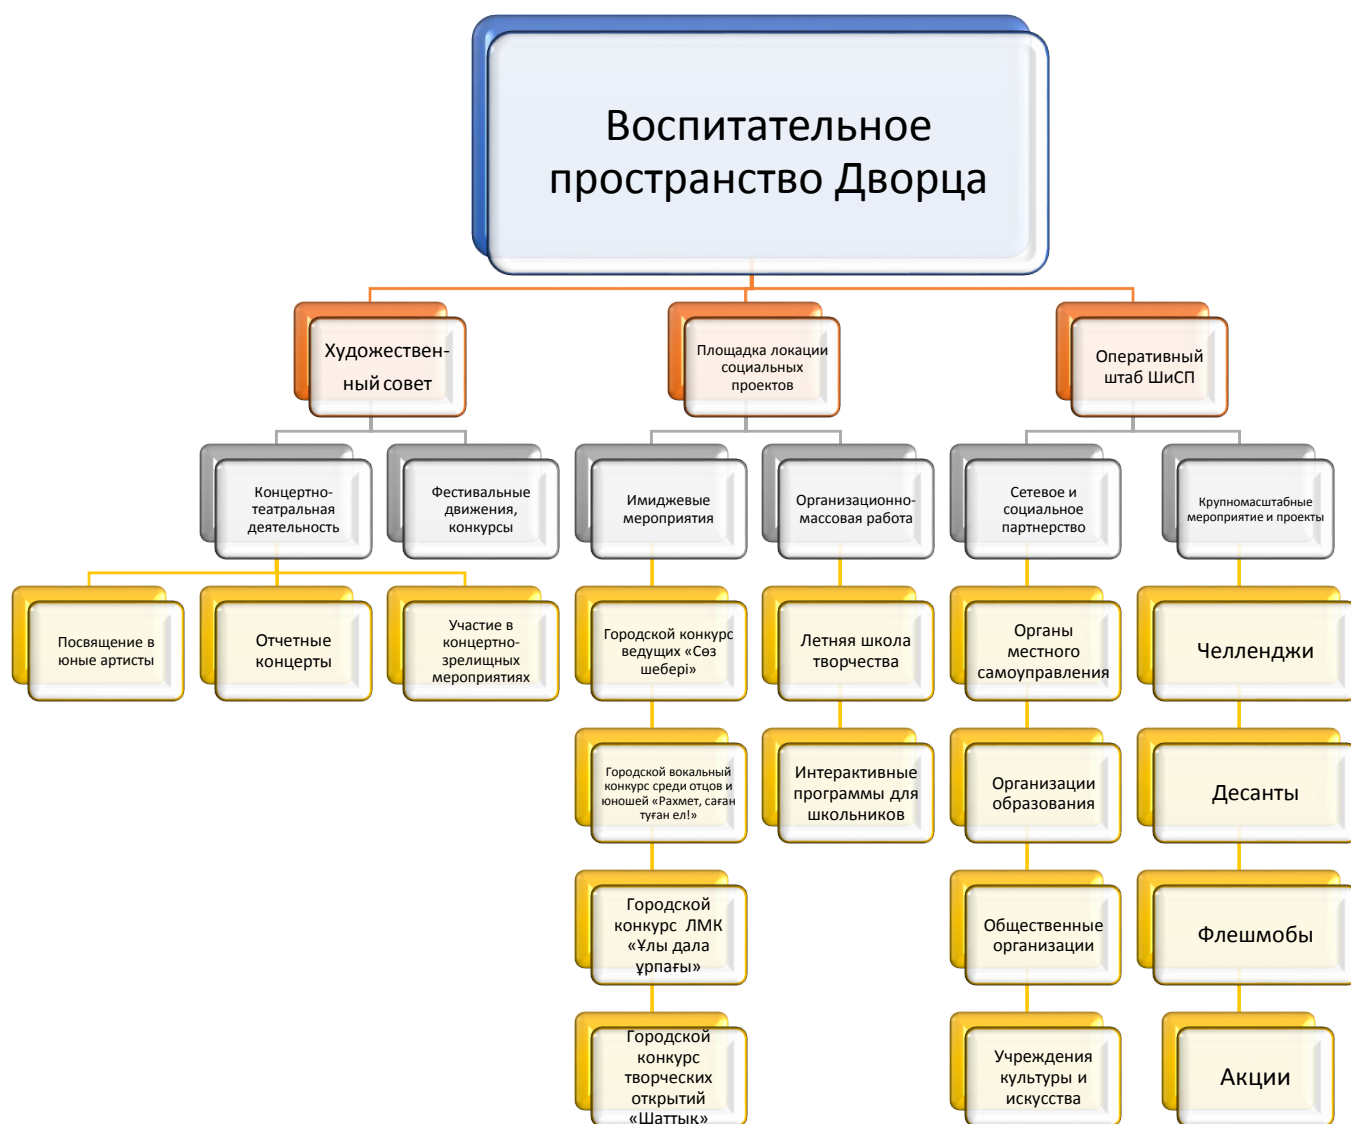 Воспитательное
пространство Дворца
Художествен-
ный совет
Площадка локации
социальных
проектов
Оперативный
штаб ШиСП
Концертно-
театральная
деятельность
Фестивальные
движения,
конкурсы
Имиджевые
мероприятия
Организационно-
массовая работа
Сетевое и
социальное
партнерство
Крупномасштабные
мероприятие и проекты
Посвящение в
юные артисты
Отчетные
концерты
Участие в
концертно-
зрелищных
мероприятиях
Городской конкурс
ведущих «Сөз
шебері»
Летняя школа
творчества
Органы
местного
самоуправления
Челленджи
Городской вокальный
конкурс среди отцов и
юношей «Рахмет, саған
туған ел!»
Интерактивные
программы для
школьников
Организации
образования
Десанты
Городской
конкурс ЛМК
«Ұлы дала
ұрпағы»
Общественные
организации
Флешмобы
Городской
конкурс
творческих
открытий
«Шаттык»
Учреждения
культуры и
искусства
Акции